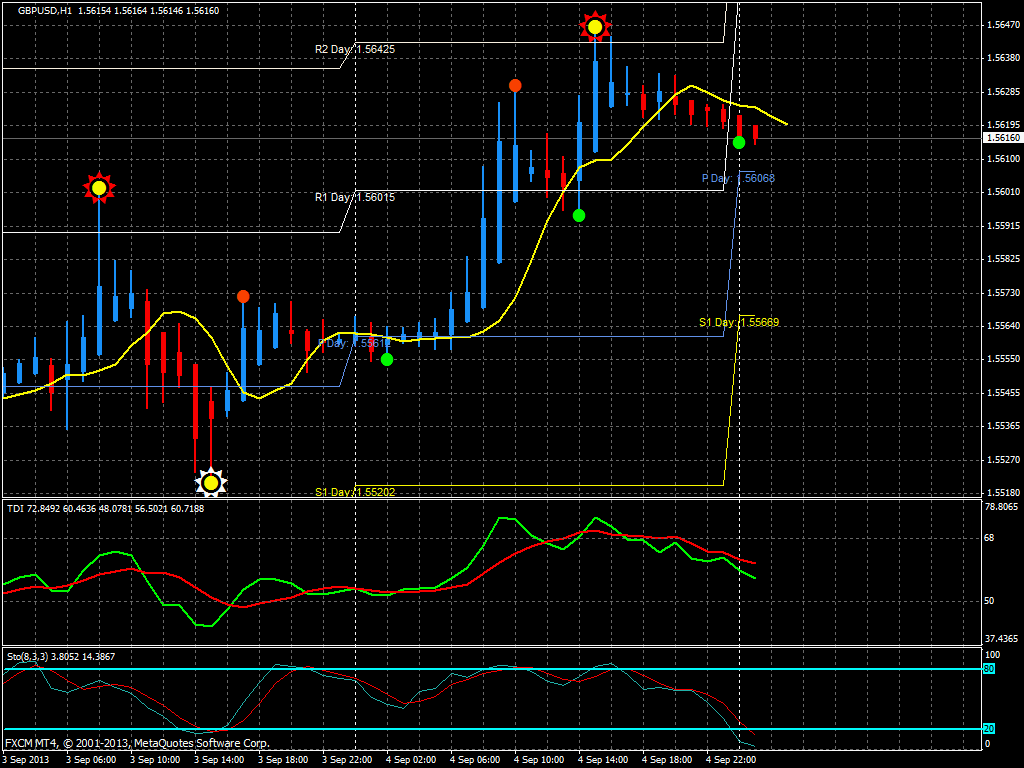 GBPUSD,H1 1.56154 1.56164 1.56146 1.56160
1.56470
R2 Day: 1.56425
1.56380
1.56285
1.56195
1.56160
1.56100
P Day: 1.56068
R1 Day: 1.56015
1.56010
1.55915
1.55825
1.55730
S1 Day: 1.55669
1.55640
P Day: 1.55612
1.55550
1.55455
1.55365
1.55270
S1 Day: 1.55202
1.55180
TDI 72.8492 60.4636 48.0781 56.5021 60.7188
78.8065
68
50
37.4365
Sto(8,3,3) 3.8052 14.3867
100
80
20
0
FXCM MT4, © 2001-2013, MetaQuotes Software Corp.
3 Sep 2013 3 Sep 06:00 3 Sep 10:00 3 Sep 14:00 3 Sep 18:00 3 Sep 22:00 4 Sep 02:00 4 Sep 06:00 4 Sep 10:00 4 Sep 14:00 4 Sep 18:00 4 Sep 22:00